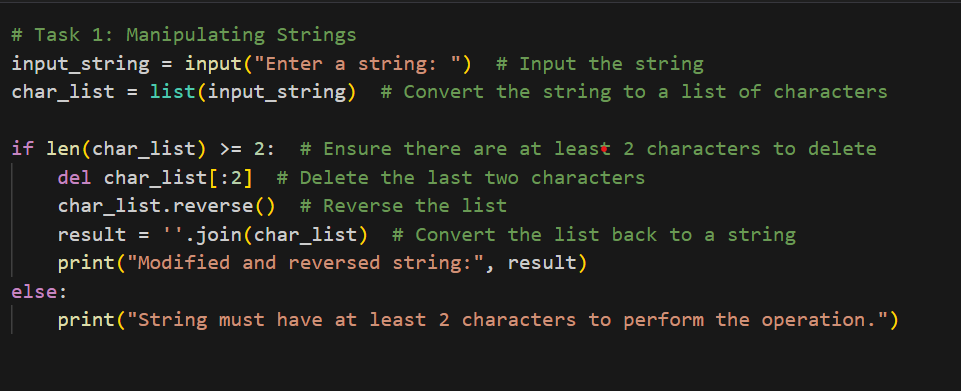 # Task 1: Manipulating Strings
input_string = input("Enter a string: ")  # Input the string
char_list = list(input_string)  # Convert the string to a list of characters
if len(char_list) >= 2:  # Ensure there are at least 2 characters to delete
    del char_list[:2]  # Delete the last two characters
    char_list.reverse()  # Reverse the list
    result = ''.join(char_list)  # Convert the list back to a string
    print("Modified and reversed string:", result)
else:
    print("String must have at least 2 characters to perform the operation.")